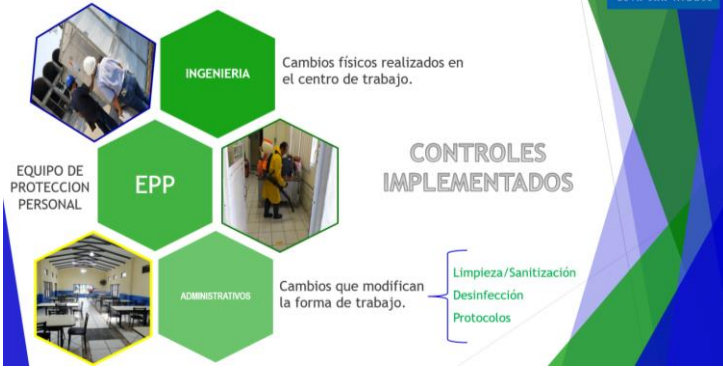 INGENIERIA
Cambios físicos realizados en
el centro de trabajo.
EQUIPO DE
PROTECCION
PERSONAL
EPP
CONTROLES
IMPLEMENTADOS
ADMINISTRATIVOS
Cambios que modifican
la forma de trabajo.
Limpieza/Sanitización
Desinfección
Protocolos